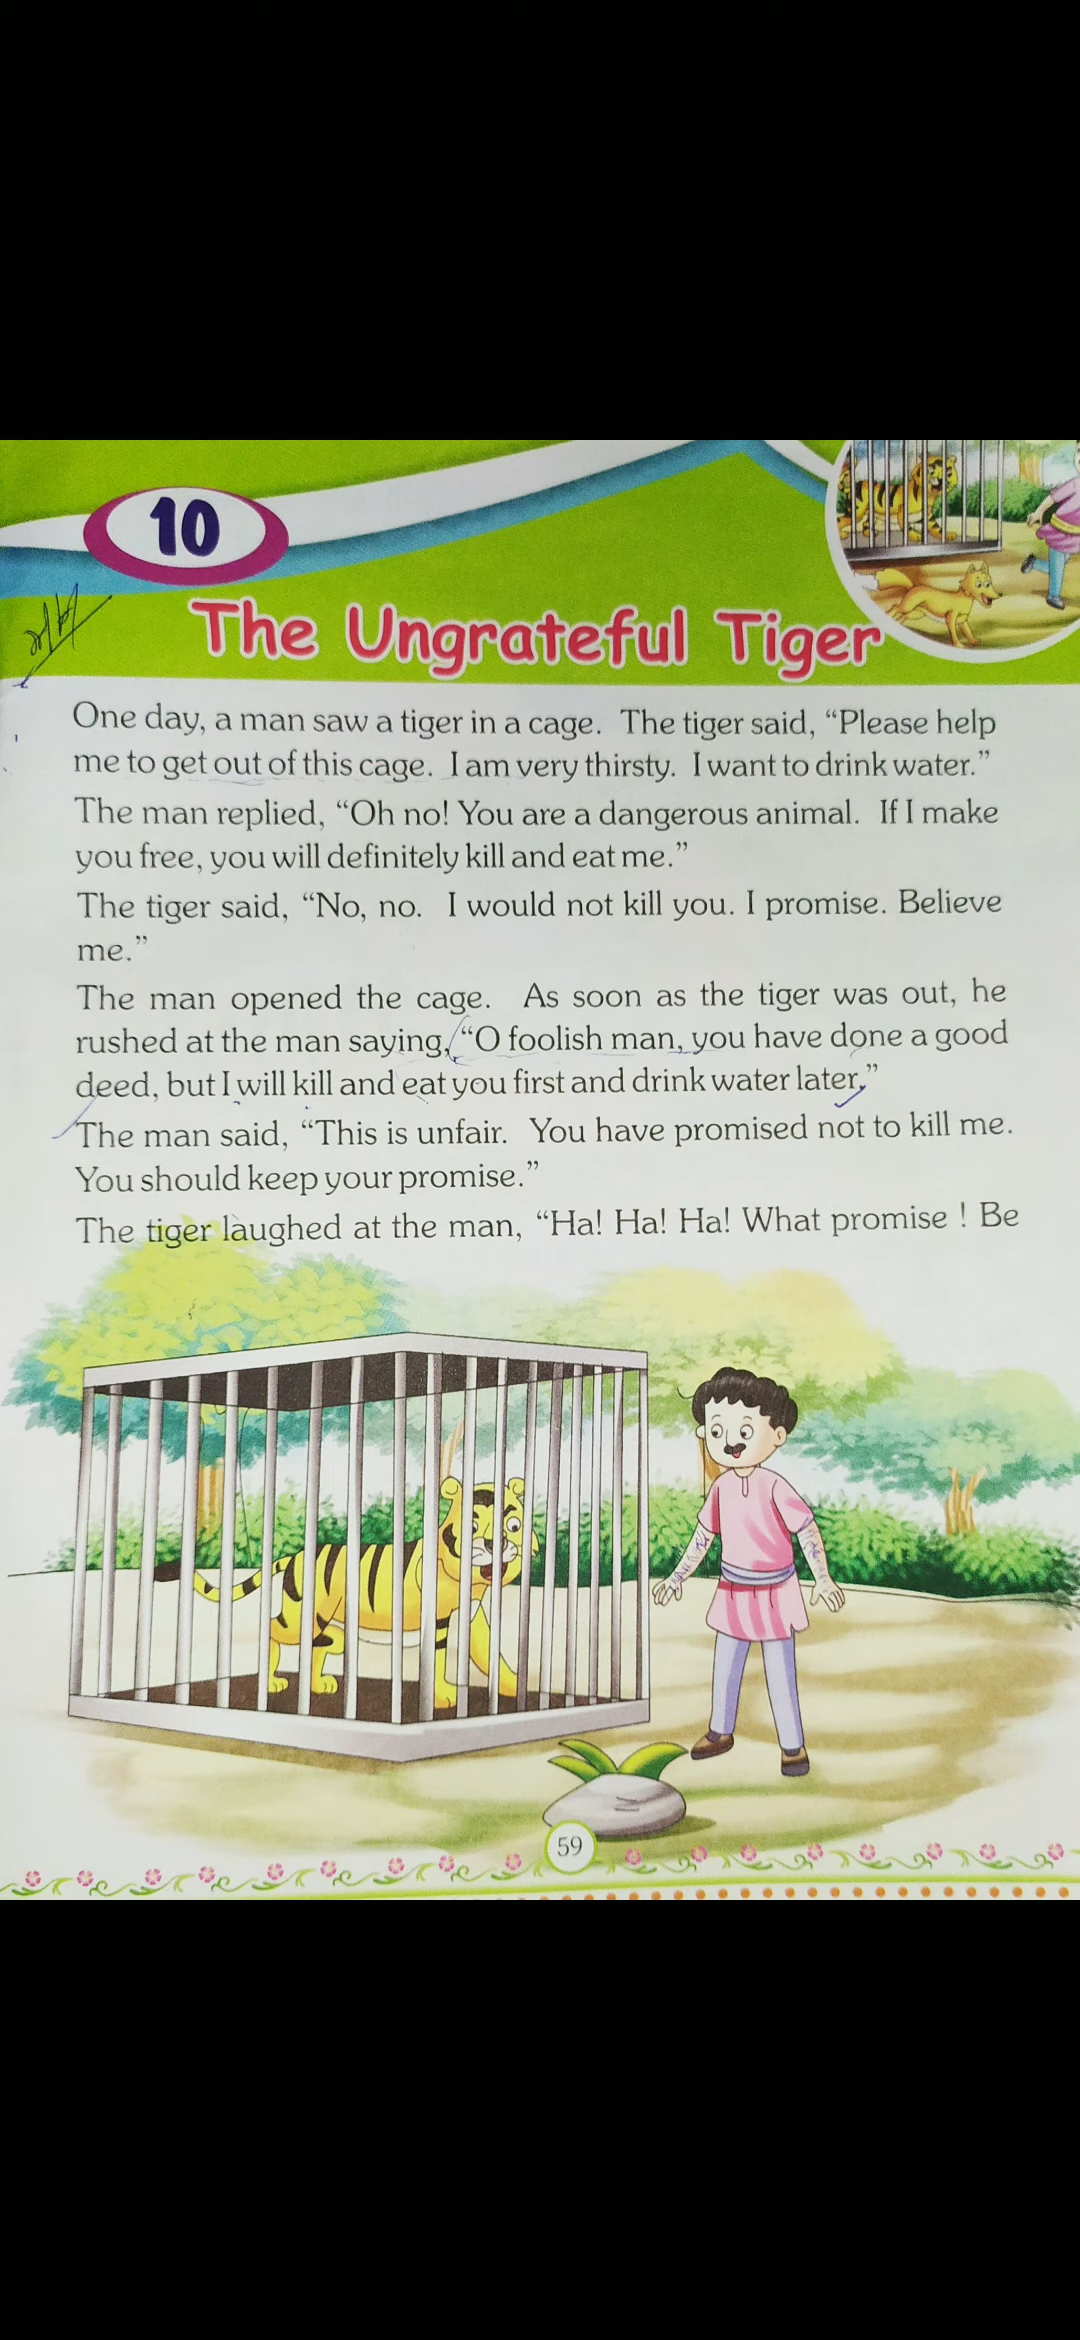 10
The Ungrateful Tiger
One day, a man saw a tiger in a cage. The tiger said, “Please help
me to get out of this cage. I am very thirsty. I want to drink water.”
The man replied, “Oh no! You are a dangerous animal. If I make
you free, you will definitely kill and eat me.”
The tiger said, “No, no. I would not kill you. I promise. Believe
me.”
The man opened the cage. As soon as the tiger was out, he
rushed at the man saying, “O foolish man, you have done a good
deed, but I will kill and eat you first and drink water later.”
The man said, “This is unfair. You have promised not to kill me.
You should keep your promise.”
The tiger laughed at the man, “Ha! Ha! Ha! What promise ! Be
59